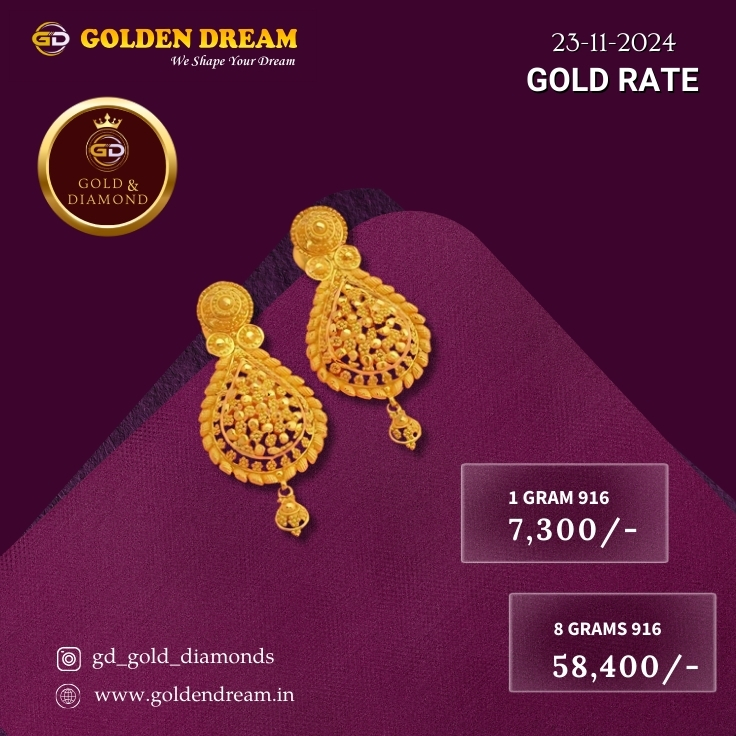 GD GOLDEN DREAM
We Shape Your Dream
23-11-2024
GOLD RATE
GD
GOLD &
DIAMOND
1 GRAM 916
7,300/-
8 GRAMS 916
58,400/-
gd_gold_diamonds
www.goldendream.in